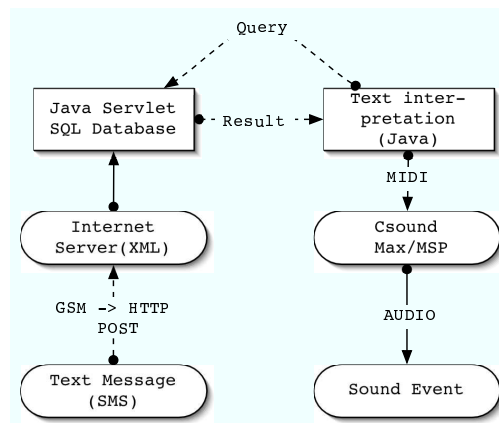 Query
Java Servlet
SQL Database
Result
Text inter-
pretation
(Java)
MIDI
Internet
Server(XML)
Csound
Max/MSP
GSM -> HTTP
POST
AUDIO
Text Message
(SMS)
Sound Event